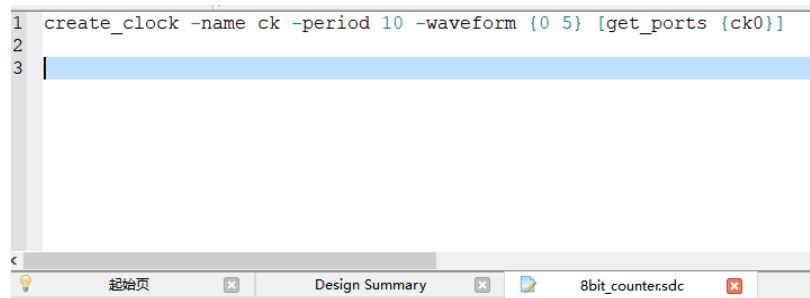 1 create_clock -name ck -period 10 -waveform {0 5} [get_ports {ck0}]
2
3
起始页 Design Summary 8bit_counter.sdc